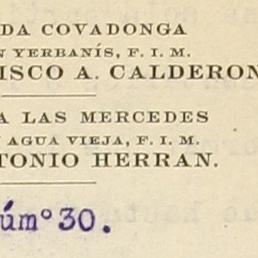 DA COVADONGA
N YERBANÍS, F. I. M.
ISCO A. CALDERON
A LAS MERCEDES
AGUA VIEJA, F. I. M.
TONIO HERRAN.
úmº30.